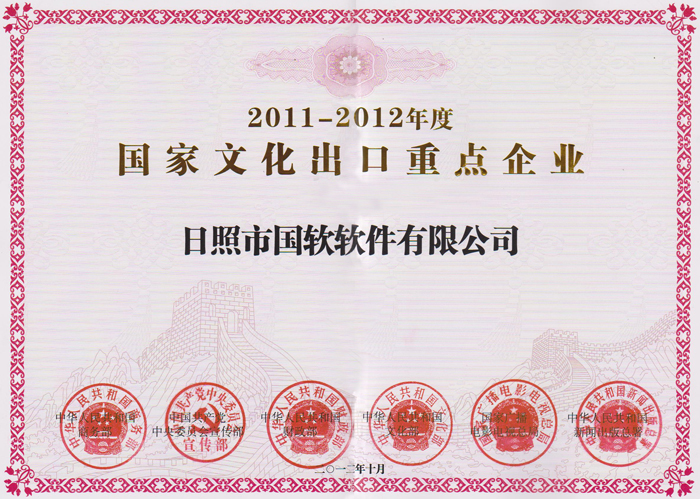 2011-2012年度
国家文化出口重点企业
日照市国软软件有限公司
中华人民共和国
商务部
中国共产党
中央委员会宣传部
中华人民共和国
财政部
中华人民共和国
文化部
国家广播
电影电视总局
中华人民共和国
新闻出版总署
二〇一二年十月